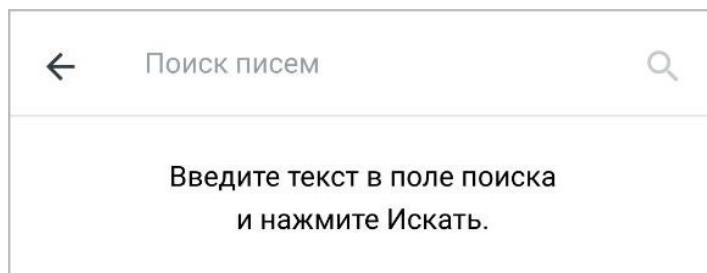 Поиск писем
Введите текст в поле поиска
и нажмите Искать.